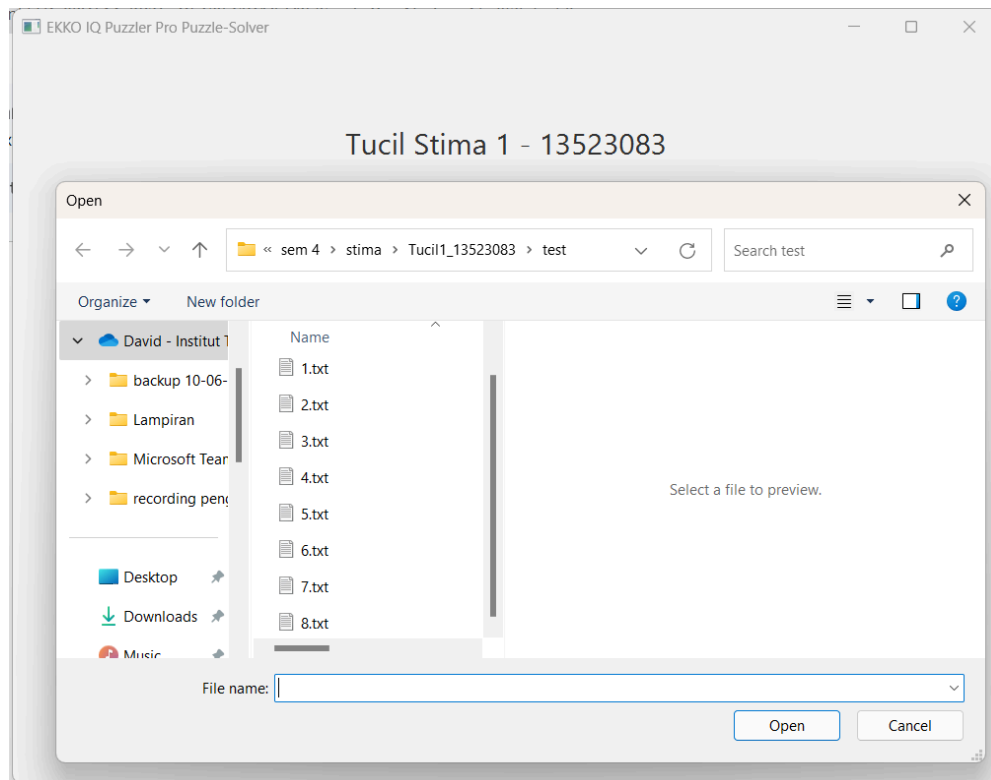 EKKO IQ Puzzler Pro Puzzle-Solver
Tucil Stima 1 - 13523083
Open
« sem 4 > stima > Tucil1_13523083 > test
Search test
Organize
New folder
Name
David - Institut
backup 10-06-
Lampiran
Microsoft Tear
recording peng
Desktop
Downloads
Music
1.txt
2.txt
3.txt
4.txt
5.txt
6.txt
7.txt
8.txt
Select a file to preview.
File name:
Open
Cancel